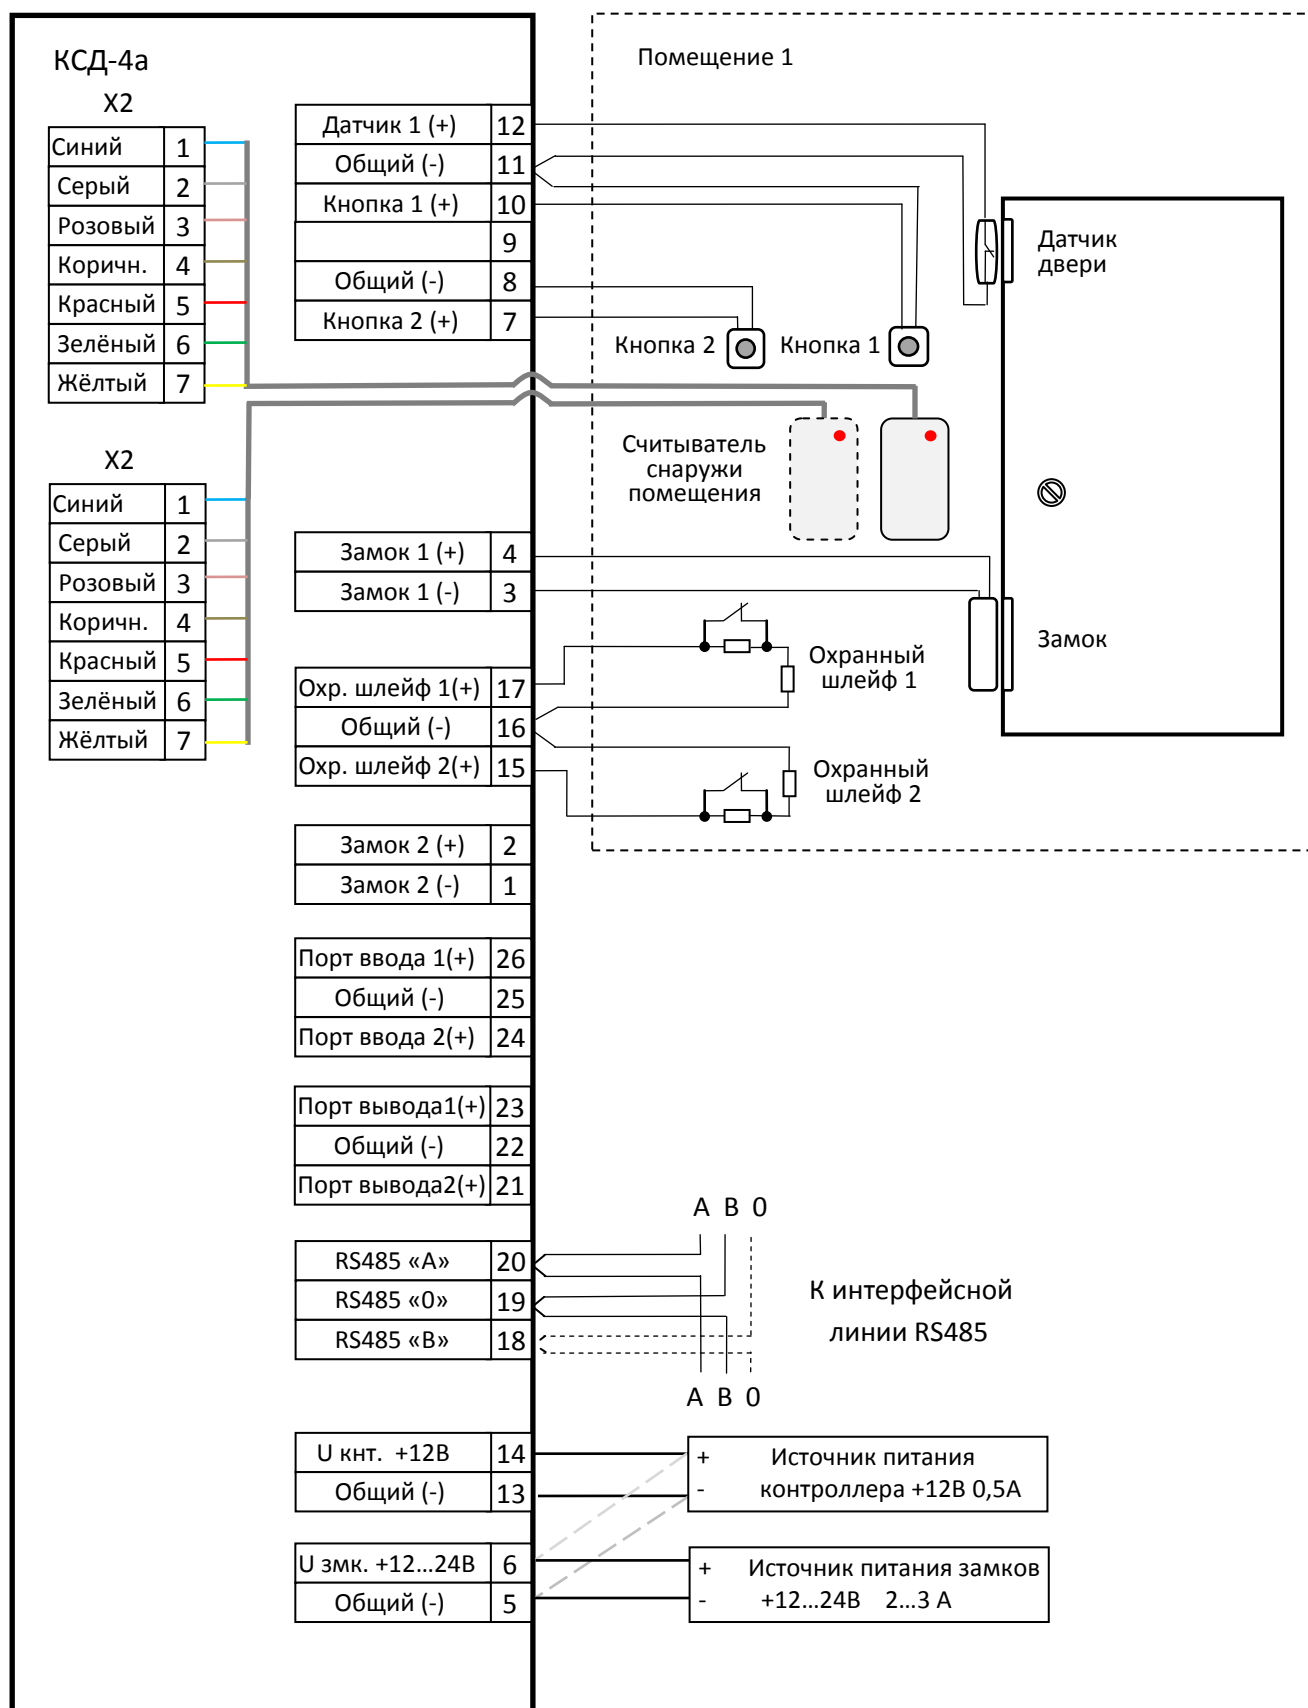 КСД-4а
X2
Синий 1
Серый 2
Розовый 3
Коричн. 4
Красный 5
Зелёный 6
Жёлтый 7
X2
Синий 1
Серый 2
Розовый 3
Коричн. 4
Красный 5
Зелёный 6
Жёлтый 7
Датчик 1 (+) 12
Общий (-) 11
Кнопка 1 (+) 10
9
Общий (-) 8
Кнопка 2 (+) 7
Замок 1 (+) 4
Замок 1 (-) 3
Охр. шлейф 1(+) 17
Общий (-) 16
Охр. шлейф 2(+) 15
Замок 2 (+) 2
Замок 2 (-) 1
Порт ввода 1(+) 26
Общий (-) 25
Порт ввода 2(+) 24
Порт вывода1(+) 23
Общий (-) 22
Порт вывода2(+) 21
RS485 «A» 20
RS485 «0» 19
RS485 «B» 18
U кнт. +12В 14
Общий (-) 13
U змк. +12...24В 6
Общий (-) 5
Помещение 1
Датчик
двери
Кнопка 2
Кнопка 1
Считыватель
снаружи
помещения
Замок
Охранный
шлейф 1
Охранный
шлейф 2
A B 0
К интерфейсной
линии RS485
A B 0
+ Источник питания
- контроллера +12В 0,5А
+ Источник питания замков
- +12...24В 2...3 А